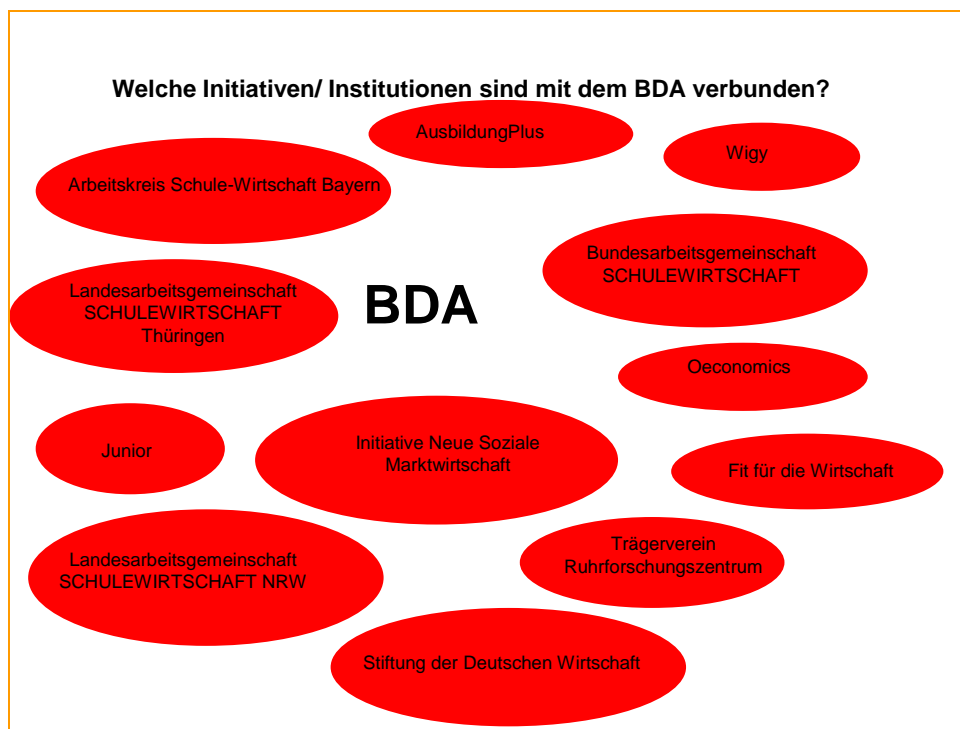 Welche Initiativen/ Institutionen sind mit dem BDA verbunden?
AusbildungPlus
Wigy
Arbeitskreis Schule-Wirtschaft Bayern
Bundesarbeitsgemeinschaft
SCHULEWIRTSCHAFT
Landesarbeitsgemeinschaft
SCHULEWIRTSCHAFT
Thüringen
BDA
Oeconomics
Junior
Initiative Neue Soziale
Marktwirtschaft
Fit für die Wirtschaft
Landesarbeitsgemeinschaft
SCHULEWIRTSCHAFT NRW
Trägerverein
Ruhrforschungszentrum
Stiftung der Deutschen Wirtschaft